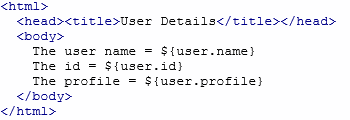 <html>
  <head><title>User Details</title></head>
  <body>
    The user name = ${user.name}
    The id = ${user.id}
    The profile = ${user.profile}
  </body>
</html>